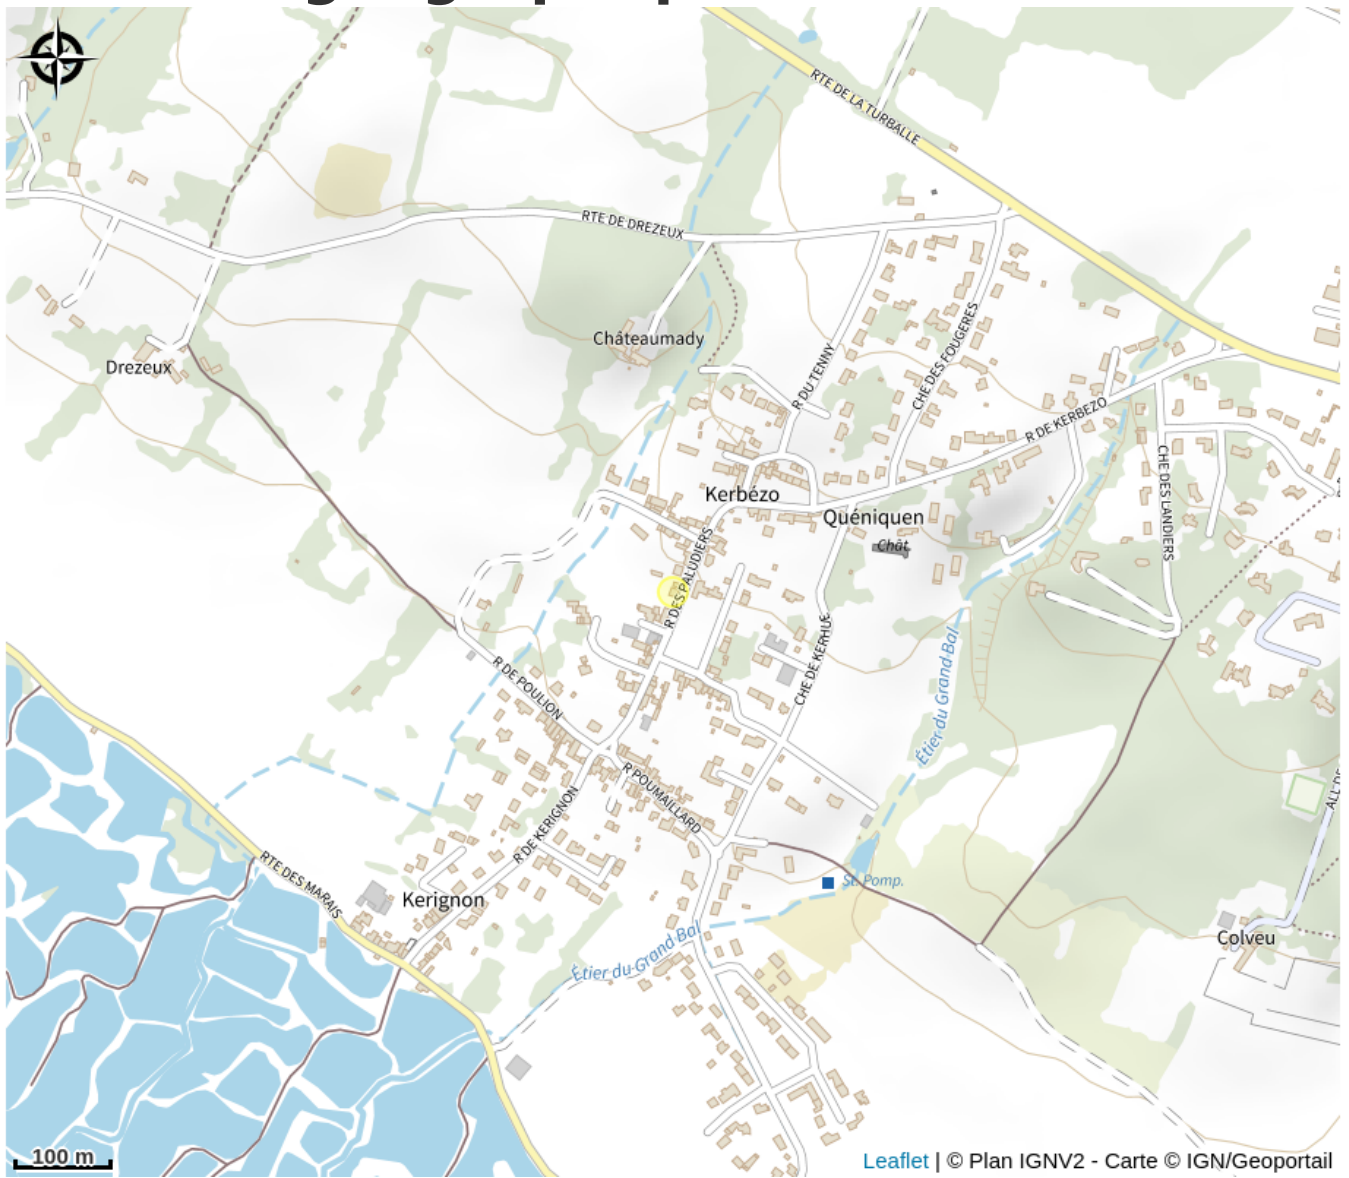 RTE DE LA TURBALLE
RTE DE DREZEUX
Châteaumady
Drezeux
R DU TENNY
CHE DES FOUGERES
R DE KERBEZO
CHE DES LANDIERS
Kerbézo
Quéniquen
Chât
R DES PALUDIERS
CHE DE KERHUE
Étier du Grand Bal
R DE POULION
R POUMAILLARD
R DE KERIGNON
ALL DE
RTE DES MARAIS
St. Pomp.
Kerignon
Colveu
Étier du Grand Bal
100 m
Leaflet | © Plan IGNV2 - Carte © IGN/Geoportail